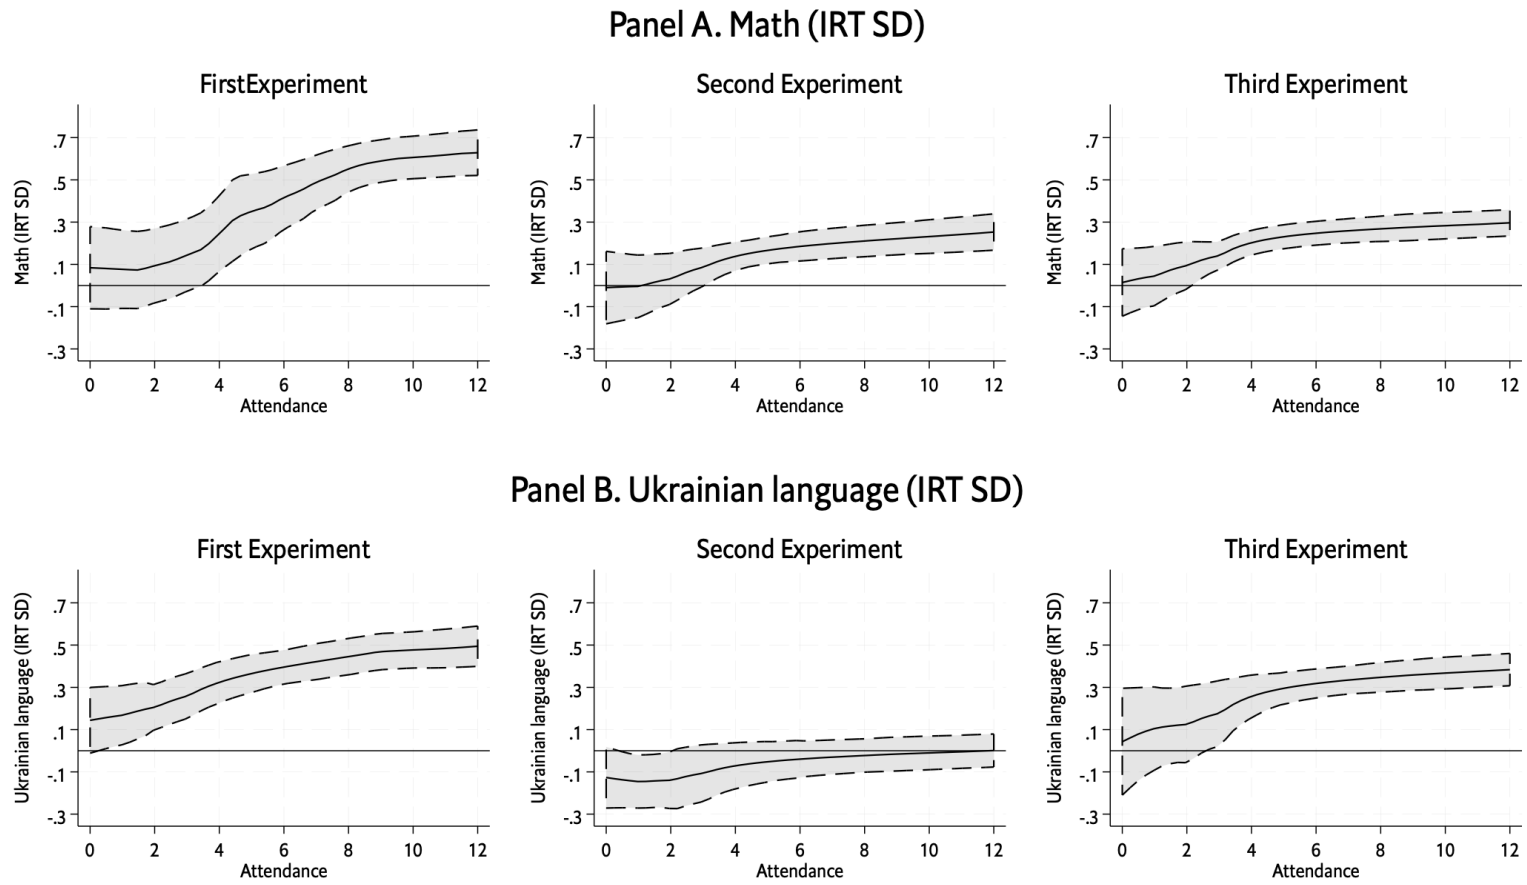 Panel A. Math (IRT SD)
FirstExperiment
Second Experiment
Third Experiment
Math (IRT SD)
.7
.5
.3
.1
-.1
-.3
0 2 4 6 8 10 12
Attendance
Math (IRT SD)
.7
.5
.3
.1
-.1
-.3
0 2 4 6 8 10 12
Attendance
Math (IRT SD)
.7
.5
.3
.1
-.1
-.3
0 2 4 6 8 10 12
Attendance
Panel B. Ukrainian language (IRT SD)
First Experiment
Second Experiment
Third Experiment
Ukrainian language (IRT SD)
.7
.5
.3
.1
-.1
-.3
0 2 4 6 8 10 12
Attendance
Ukrainian language (IRT SD)
.7
.5
.3
.1
-.1
-.3
0 2 4 6 8 10 12
Attendance
Ukrainian language (IRT SD)
.7
.5
.3
.1
-.1
-.3
0 2 4 6 8 10 12
Attendance